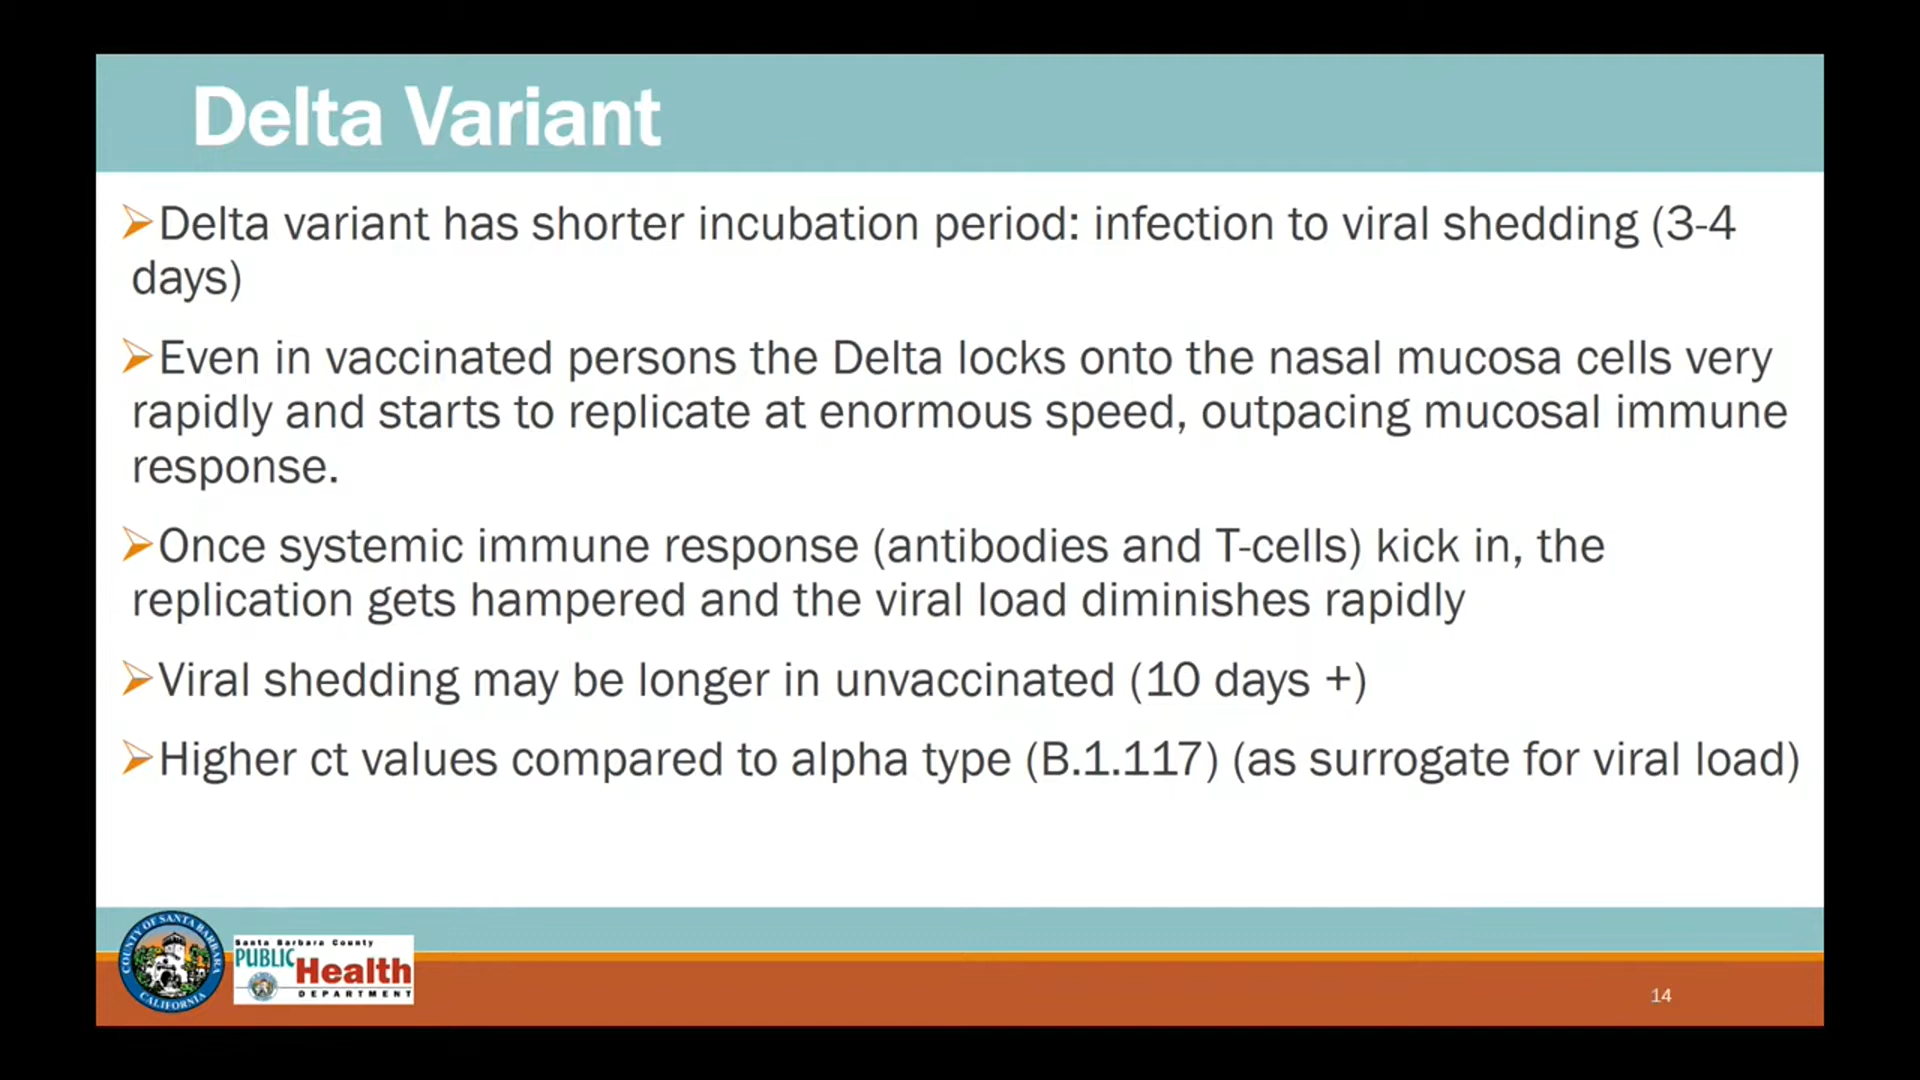 Delta Variant
➢Delta variant has shorter incubation period: infection to viral shedding (3-4
days)
➢Even in vaccinated persons the Delta locks onto the nasal mucosa cells very
rapidly and starts to replicate at enormous speed, outpacing mucosal immune
response.
➢Once systemic immune response (antibodies and T-cells) kick in, the
replication gets hampered and the viral load diminishes rapidly
➢Viral shedding may be longer in unvaccinated (10 days +)
➢Higher ct values compared to alpha type (B.1.117) (as surrogate for viral load)
COUNTY OF SANTA BARBARA
CALIFORNIA
Santa Barbara County
PUBLIC
Health
DEPARTMENT
14